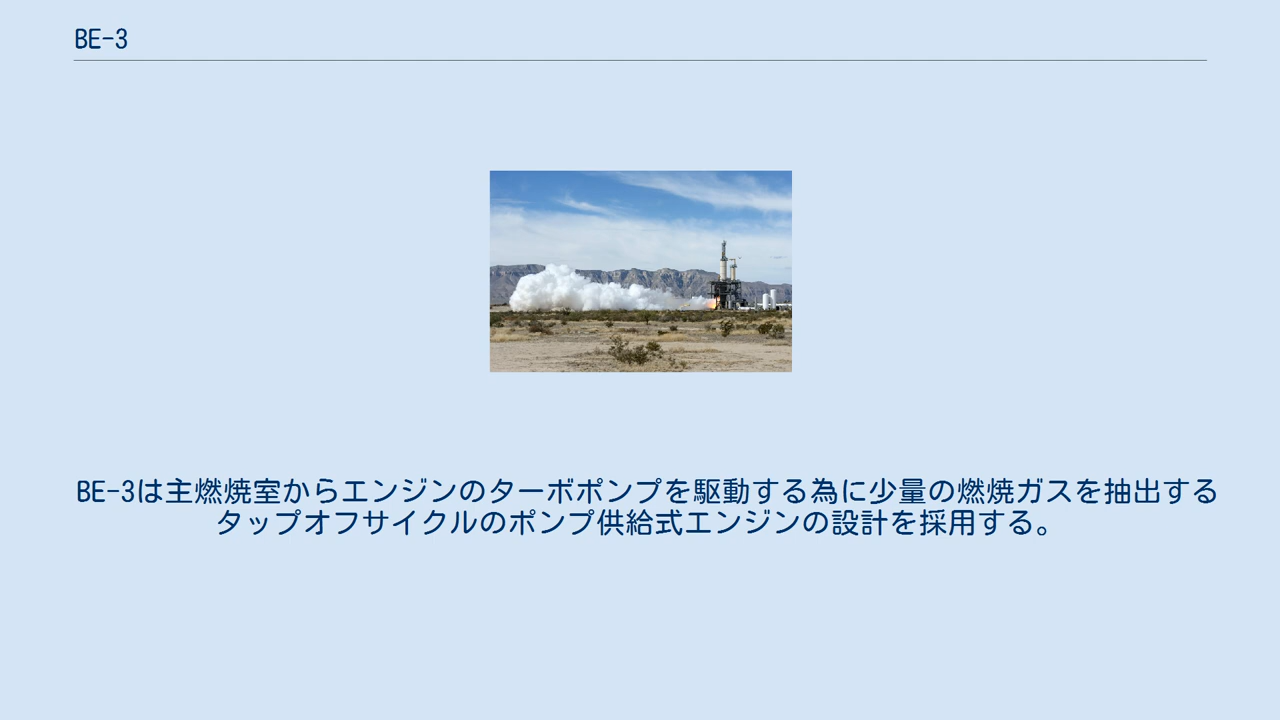 BE-3
BE-3は主燃焼室からエンジンのターボポンプを駆動する為に少量の燃焼ガスを抽出する
タップオフサイクルのポンプ供給式エンジンの設計を採用する。